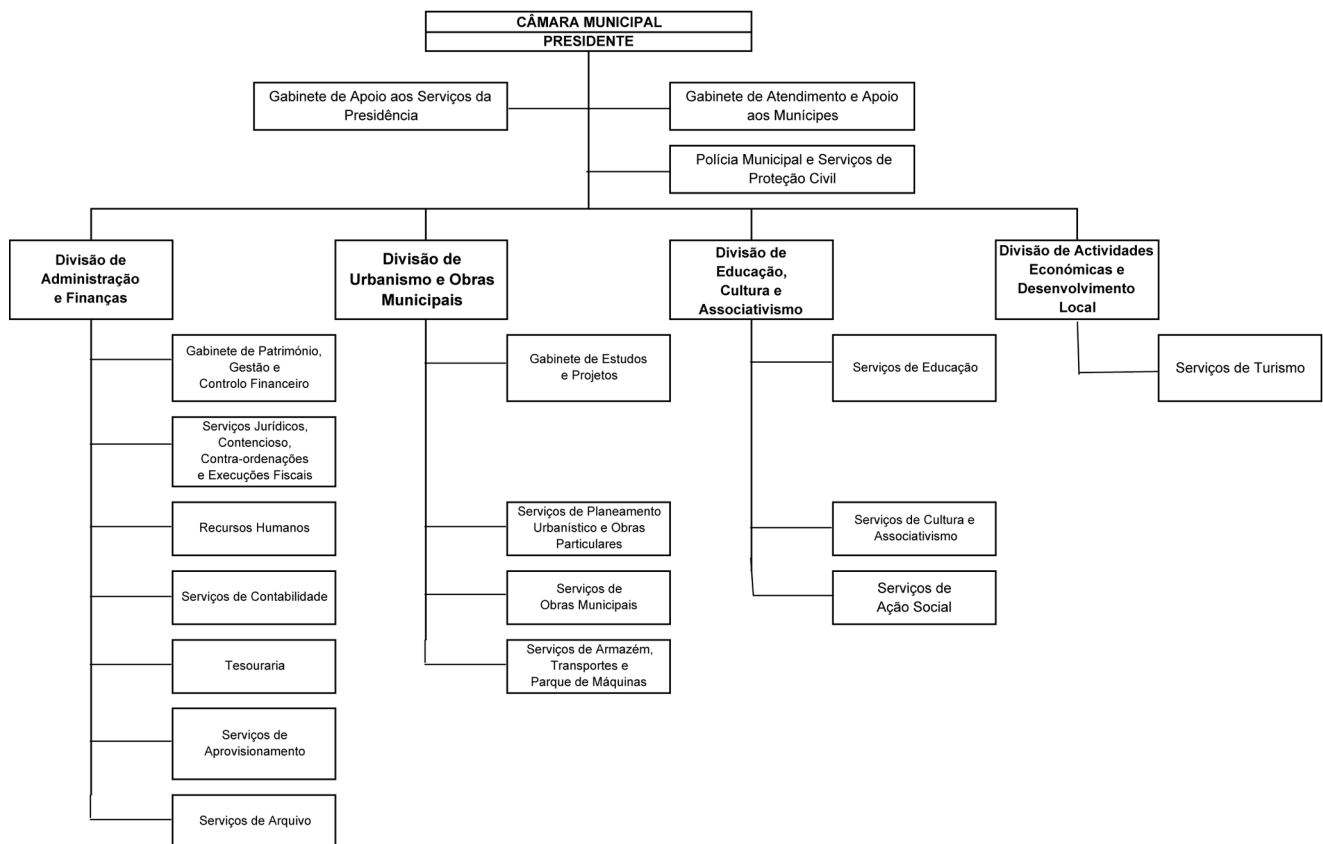 CÂMARA MUNICIPAL
PRESIDENTE
Gabinete de Apoio aos Serviços da
Presidência
Gabinete de Atendimento e Apoio
aos Munícipes
Polícia Municipal e Serviços de
Proteção Civil
Divisão de
Administração
e Finanças
Divisão de
Urbanismo e Obras
Municipais
Divisão de
Educação,
Cultura e
Associativismo
Divisão de Actividades
Económicas e
Desenvolvimento
Local
Gabinete de Património,
Gestão e
Controlo Financeiro
Serviços Jurídicos,
Contencioso,
Contra-ordenações
e Execuções Fiscais
Recursos Humanos
Serviços de Contabilidade
Tesouraria
Serviços de
Aprovisionamento
Serviços de Arquivo
Gabinete de Estudos
e Projetos
Serviços de Planeamento
Urbanístico e Obras
Particulares
Serviços de
Obras Municipais
Serviços de Armazém,
Transportes e
Parque de Máquinas
Serviços de Educação
Serviços de Cultura e
Associativismo
Serviços de
Ação Social
Serviços de Turismo